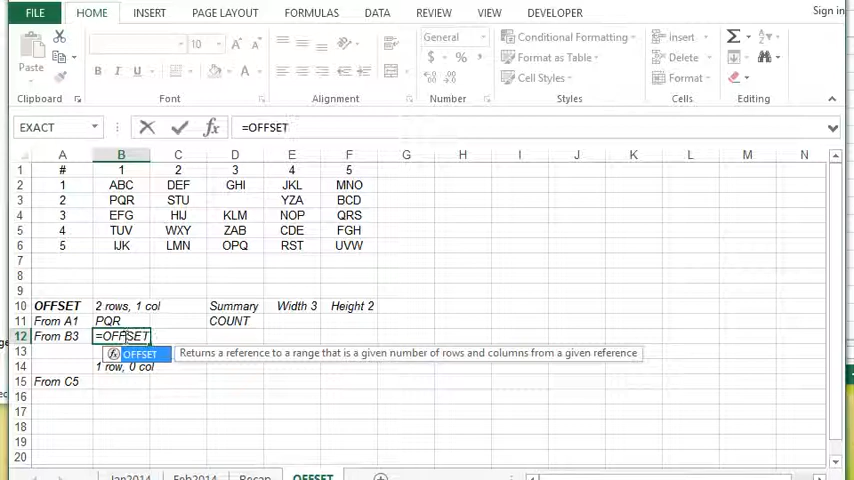 Sign in
FILE HOME INSERT PAGE LAYOUT FORMULAS DATA REVIEW VIEW DEVELOPER
Paste
10 A A
B I U
General
$ % ,
Conditional Formatting
Format as Table
Cell Styles
Insert
Delete
Format
Clipboard Font Alignment Number Styles Cells Editing
EXACT fx =OFFSET
A B C D E F G H I J K L M N
1 # 1 2 3 4 5
2 1 ABC DEF GHI JKL MNO
3 2 PQR STU YZA BCD
4 3 EFG HIJ KLM NOP QRS
5 4 TUV WXY ZAB CDE FGH
6 5 IJK LMN OPQ RST UVW
7
8
9
10 OFFSET 2 rows, 1 col Summary Width 3 Height 2
11 From A1 PQR COUNT
12 From B3 =OFFSET
13 OFFSET Returns a reference to a range that is a given number of rows and columns from a given reference
14 1 row, 0 col
15 From C5
16
17
18
19
20
Jan2014 Feb2014 Recap OFFSET